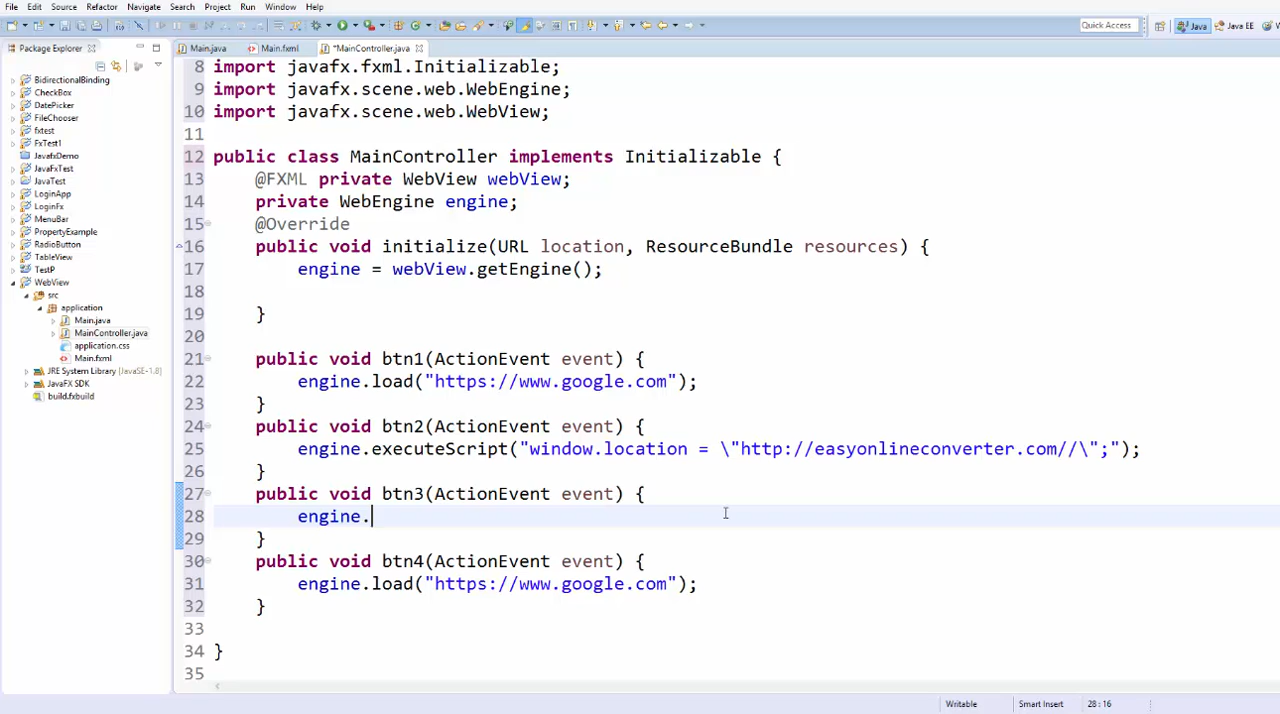 File Edit Source Refactor Navigate Search Project Run Window Help
Quick Access Java Java EE
Package Explorer
Main.java Main.fxml *MainController.java
BidirectionalBinding
CheckBox
DatePicker
FileChooser
fxtest
FxTest1
JavafxDemo
JavaFxTest
JavaTest
LoginApp
LoginFx
MenuBar
PropertyExample
RadioButton
TableView
TestP
WebView
src
application
Main.java
MainController.java
application.css
Main.fxml
JRE System Library [JavaSE-1.8]
JavaFX SDK
build.fxbuild
8 import javafx.fxml.Initializable;
9 import javafx.scene.web.WebEngine;
10 import javafx.scene.web.WebView;
11
12 public class MainController implements Initializable {
13 @FXML private WebView webView;
14 private WebEngine engine;
15 @Override
16 public void initialize(URL location, ResourceBundle resources) {
17 engine = webView.getEngine();
18
19 }
20
21 public void btn1(ActionEvent event) {
22 engine.load("https://www.google.com");
23 }
24 public void btn2(ActionEvent event) {
25 engine.executeScript("window.location = \"http://easyonlineconverter.com//\";");
26 }
27 public void btn3(ActionEvent event) {
28 engine.
29 }
30 public void btn4(ActionEvent event) {
31 engine.load("https://www.google.com");
32 }
33
34 }
35
Writable Smart Insert 28 : 16